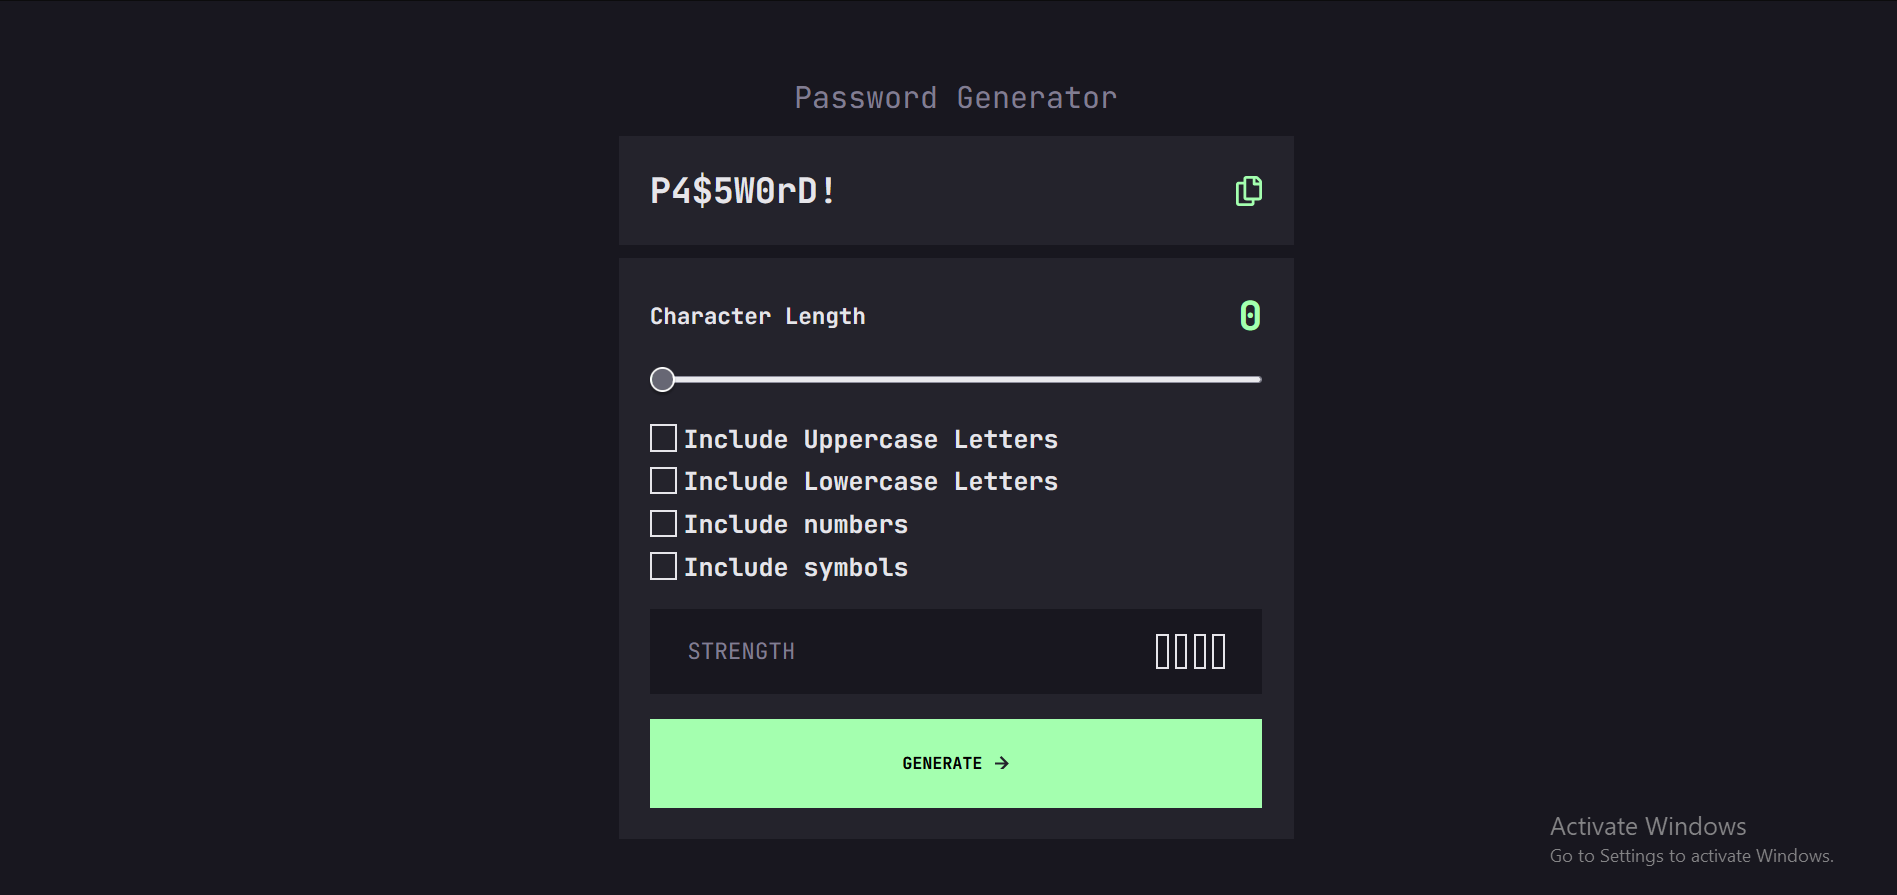 Password Generator
P4$5W0rD!
Character Length
0
Include Uppercase Letters
Include Lowercase Letters
Include numbers
Include symbols
STRENGTH
GENERATE →
Activate Windows
Go to Settings to activate Windows.